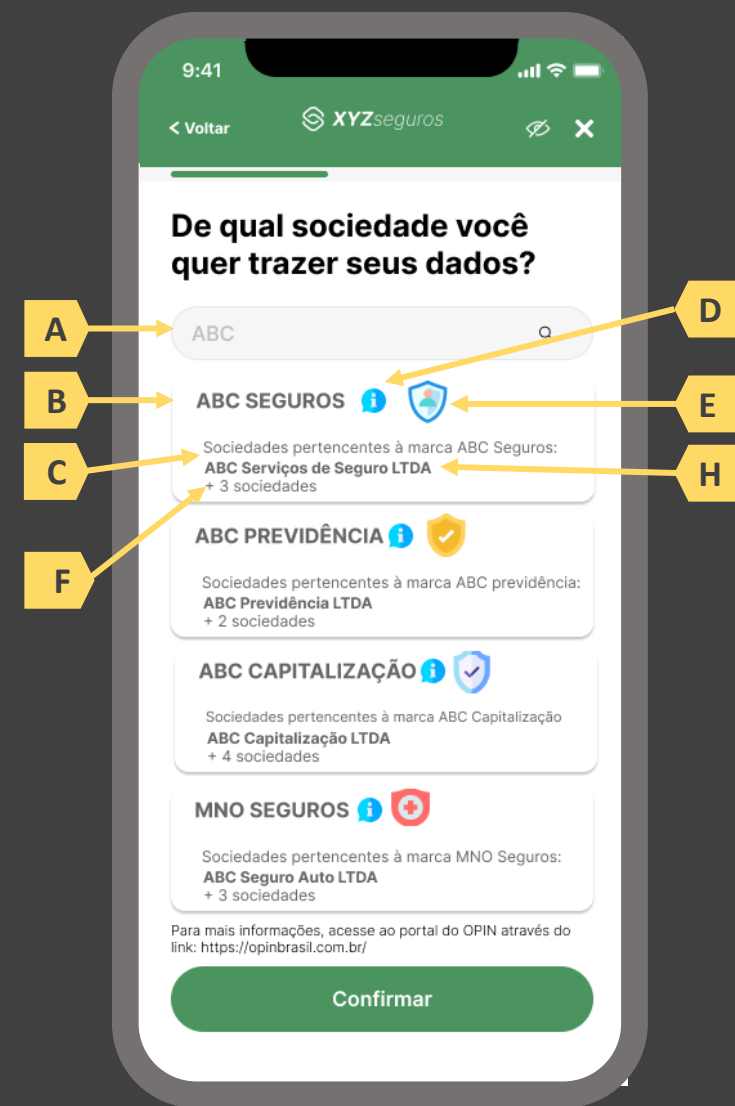 9:41
< Voltar
XYZseguros
De qual sociedade você
quer trazer seus dados?
A
ABC
D
B
ABC SEGUROS
E
Sociedades pertencentes à marca ABC Seguros:
C
ABC Serviços de Seguro LTDA
H
+ 3 sociedades
ABC PREVIDÊNCIA
F
Sociedades pertencentes à marca ABC previdência:
ABC Previdência LTDA
+ 2 sociedades
ABC CAPITALIZAÇÃO
Sociedades pertencentes à marca ABC Capitalização
ABC Capitalização LTDA
+ 4 sociedades
MNO SEGUROS
Sociedades pertencentes à marca MNO Seguros:
ABC Seguro Auto LTDA
+ 3 sociedades
Para mais informações, acesse ao portal do OPIN através do
link: https://opinbrasil.com.br/
Confirmar